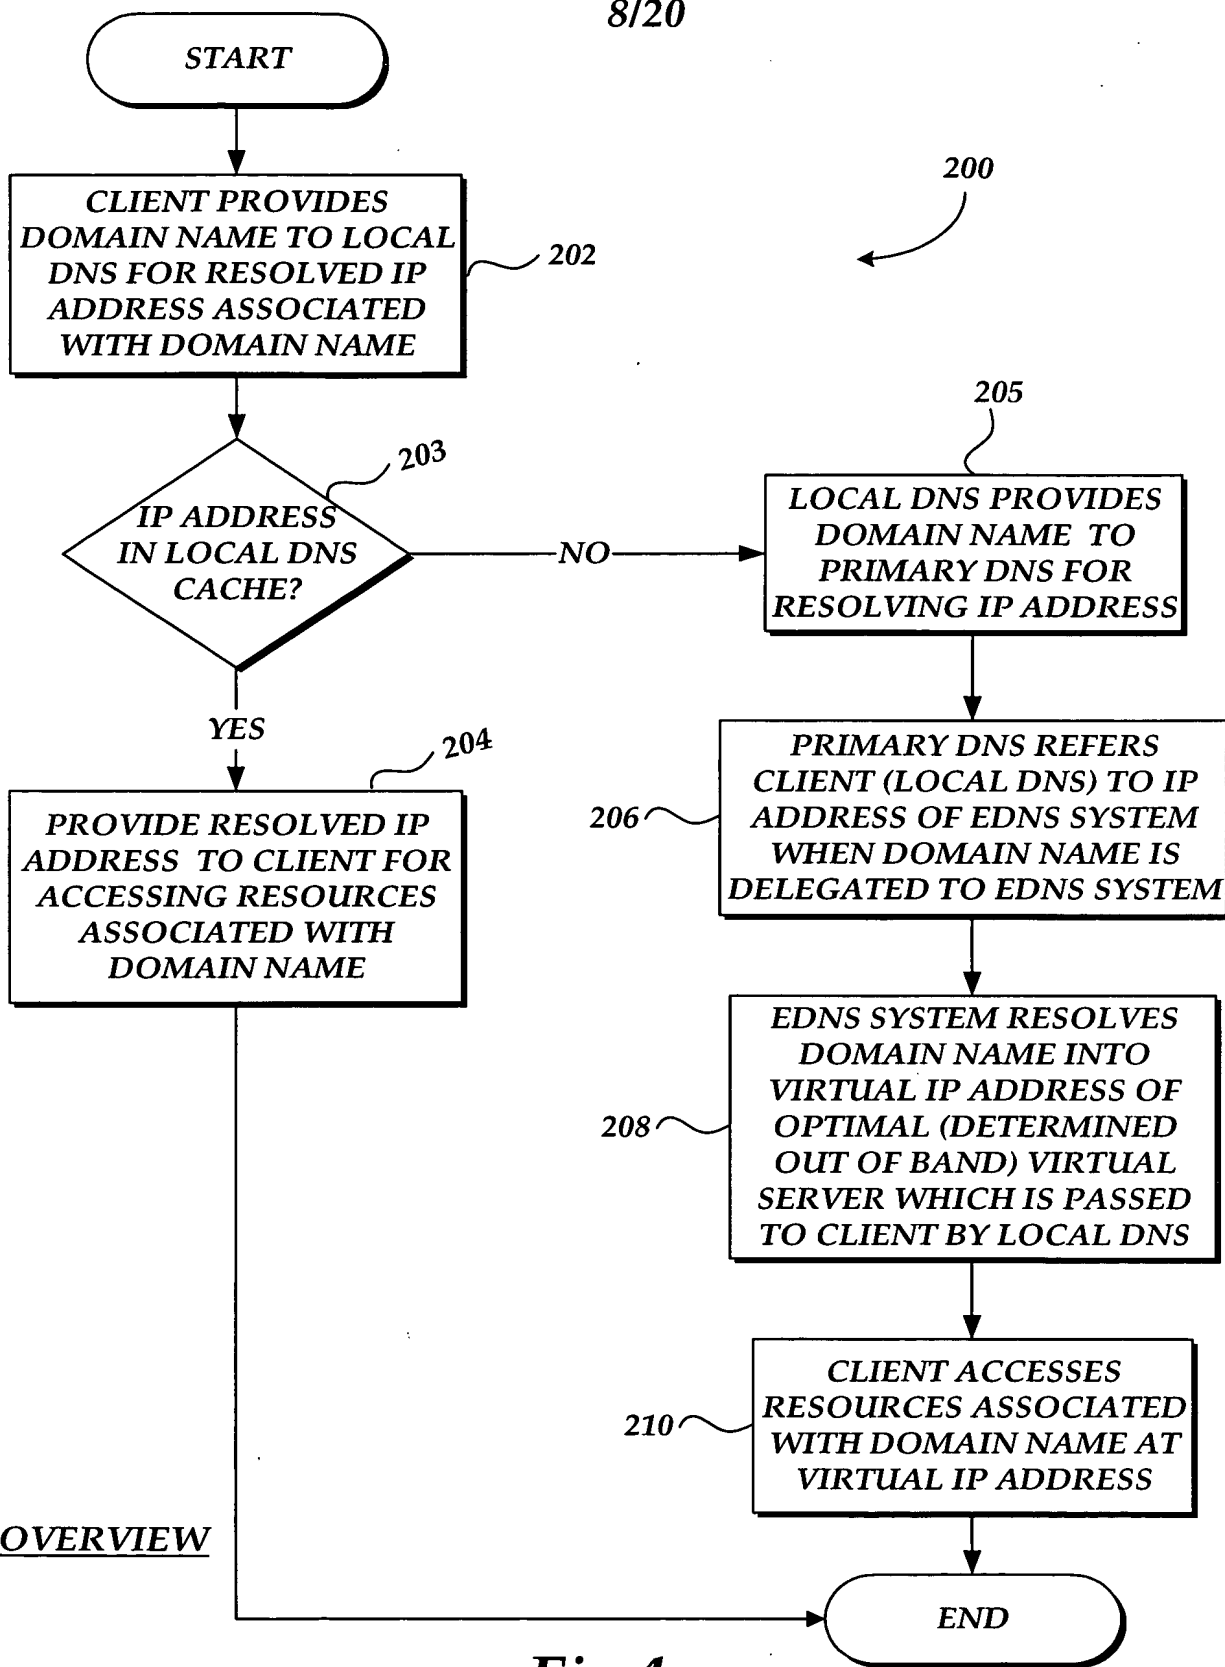 8/20
START
200
CLIENT PROVIDES
DOMAIN NAME TO LOCAL
DNS FOR RESOLVED IP
ADDRESS ASSOCIATED
WITH DOMAIN NAME
202
203
IP ADDRESS
IN LOCAL DNS
CACHE?
NO
YES
204
PROVIDE RESOLVED IP
ADDRESS TO CLIENT FOR
ACCESSING RESOURCES
ASSOCIATED WITH
DOMAIN NAME
205
LOCAL DNS PROVIDES
DOMAIN NAME TO
PRIMARY DNS FOR
RESOLVING IP ADDRESS
206
PRIMARY DNS REFERS
CLIENT (LOCAL DNS) TO IP
ADDRESS OF EDNS SYSTEM
WHEN DOMAIN NAME IS
DELEGATED TO EDNS SYSTEM
208
EDNS SYSTEM RESOLVES
DOMAIN NAME INTO
VIRTUAL IP ADDRESS OF
OPTIMAL (DETERMINED
OUT OF BAND) VIRTUAL
SERVER WHICH IS PASSED
TO CLIENT BY LOCAL DNS
210
CLIENT ACCESSES
RESOURCES ASSOCIATED
WITH DOMAIN NAME AT
VIRTUAL IP ADDRESS
OVERVIEW
END